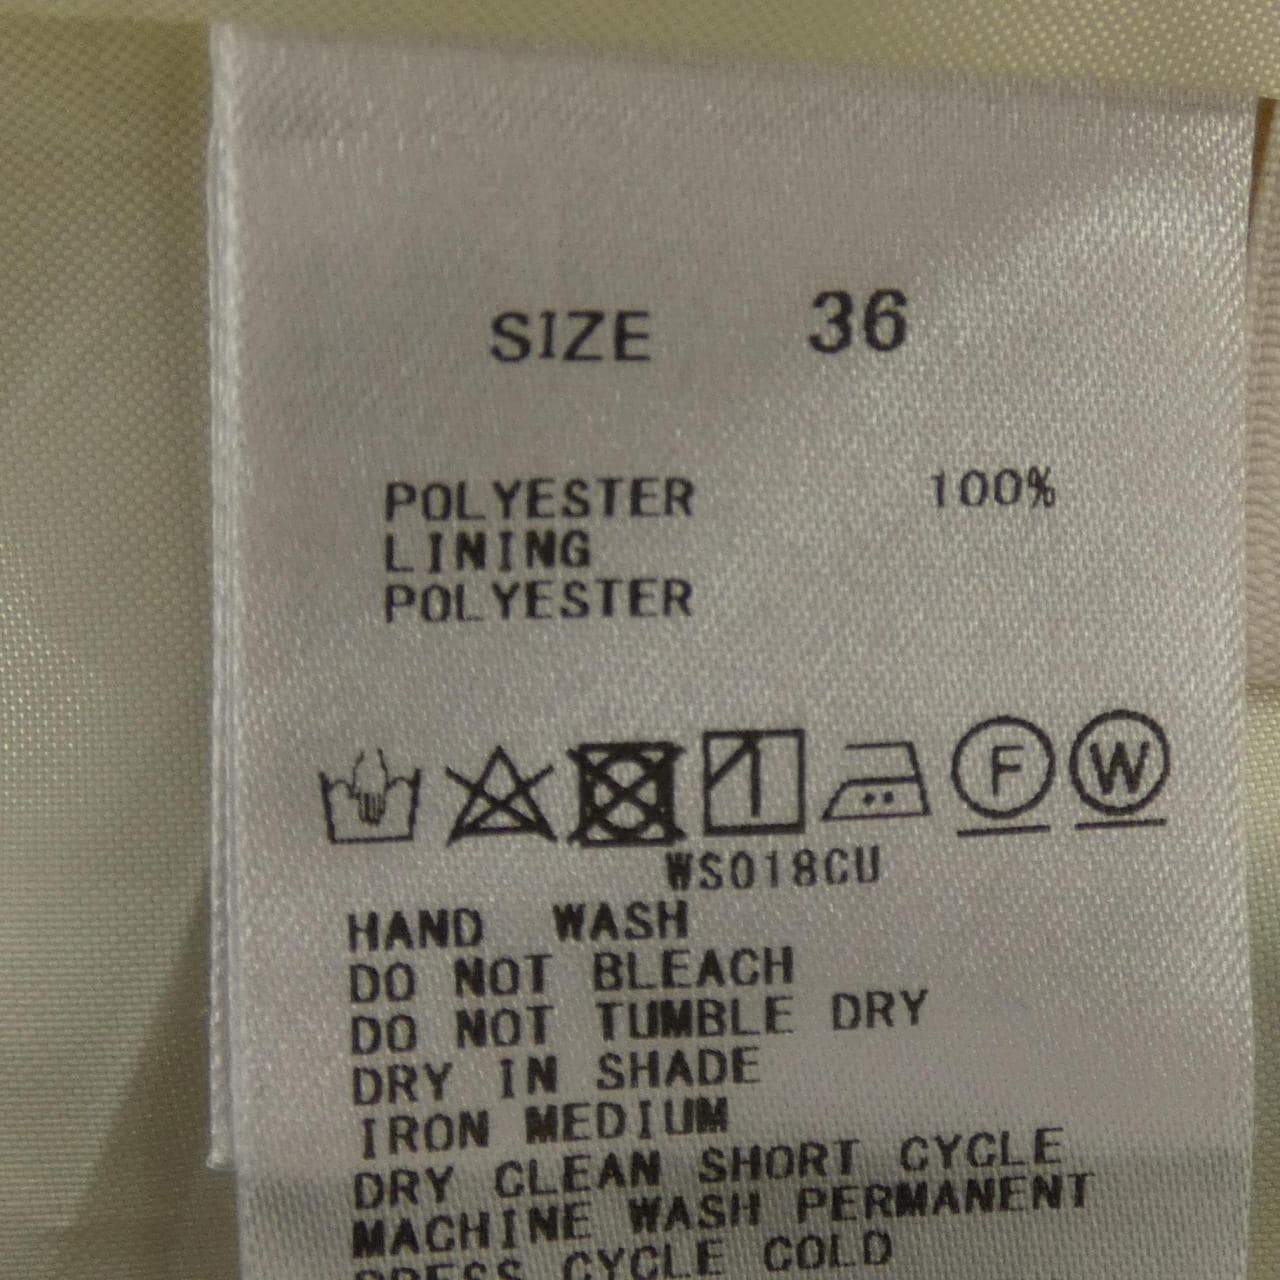 SIZE 36
POLYESTER 100%
LINING
POLYESTER
F W
WS018CU
HAND WASH
DO NOT BLEACH
DO NOT TUMBLE DRY
DRY IN SHADE
IRON MEDIUM
DRY CLEAN SHORT CYCLE
MACHINE WASH PERMANENT
PRESS CYCLE COLD